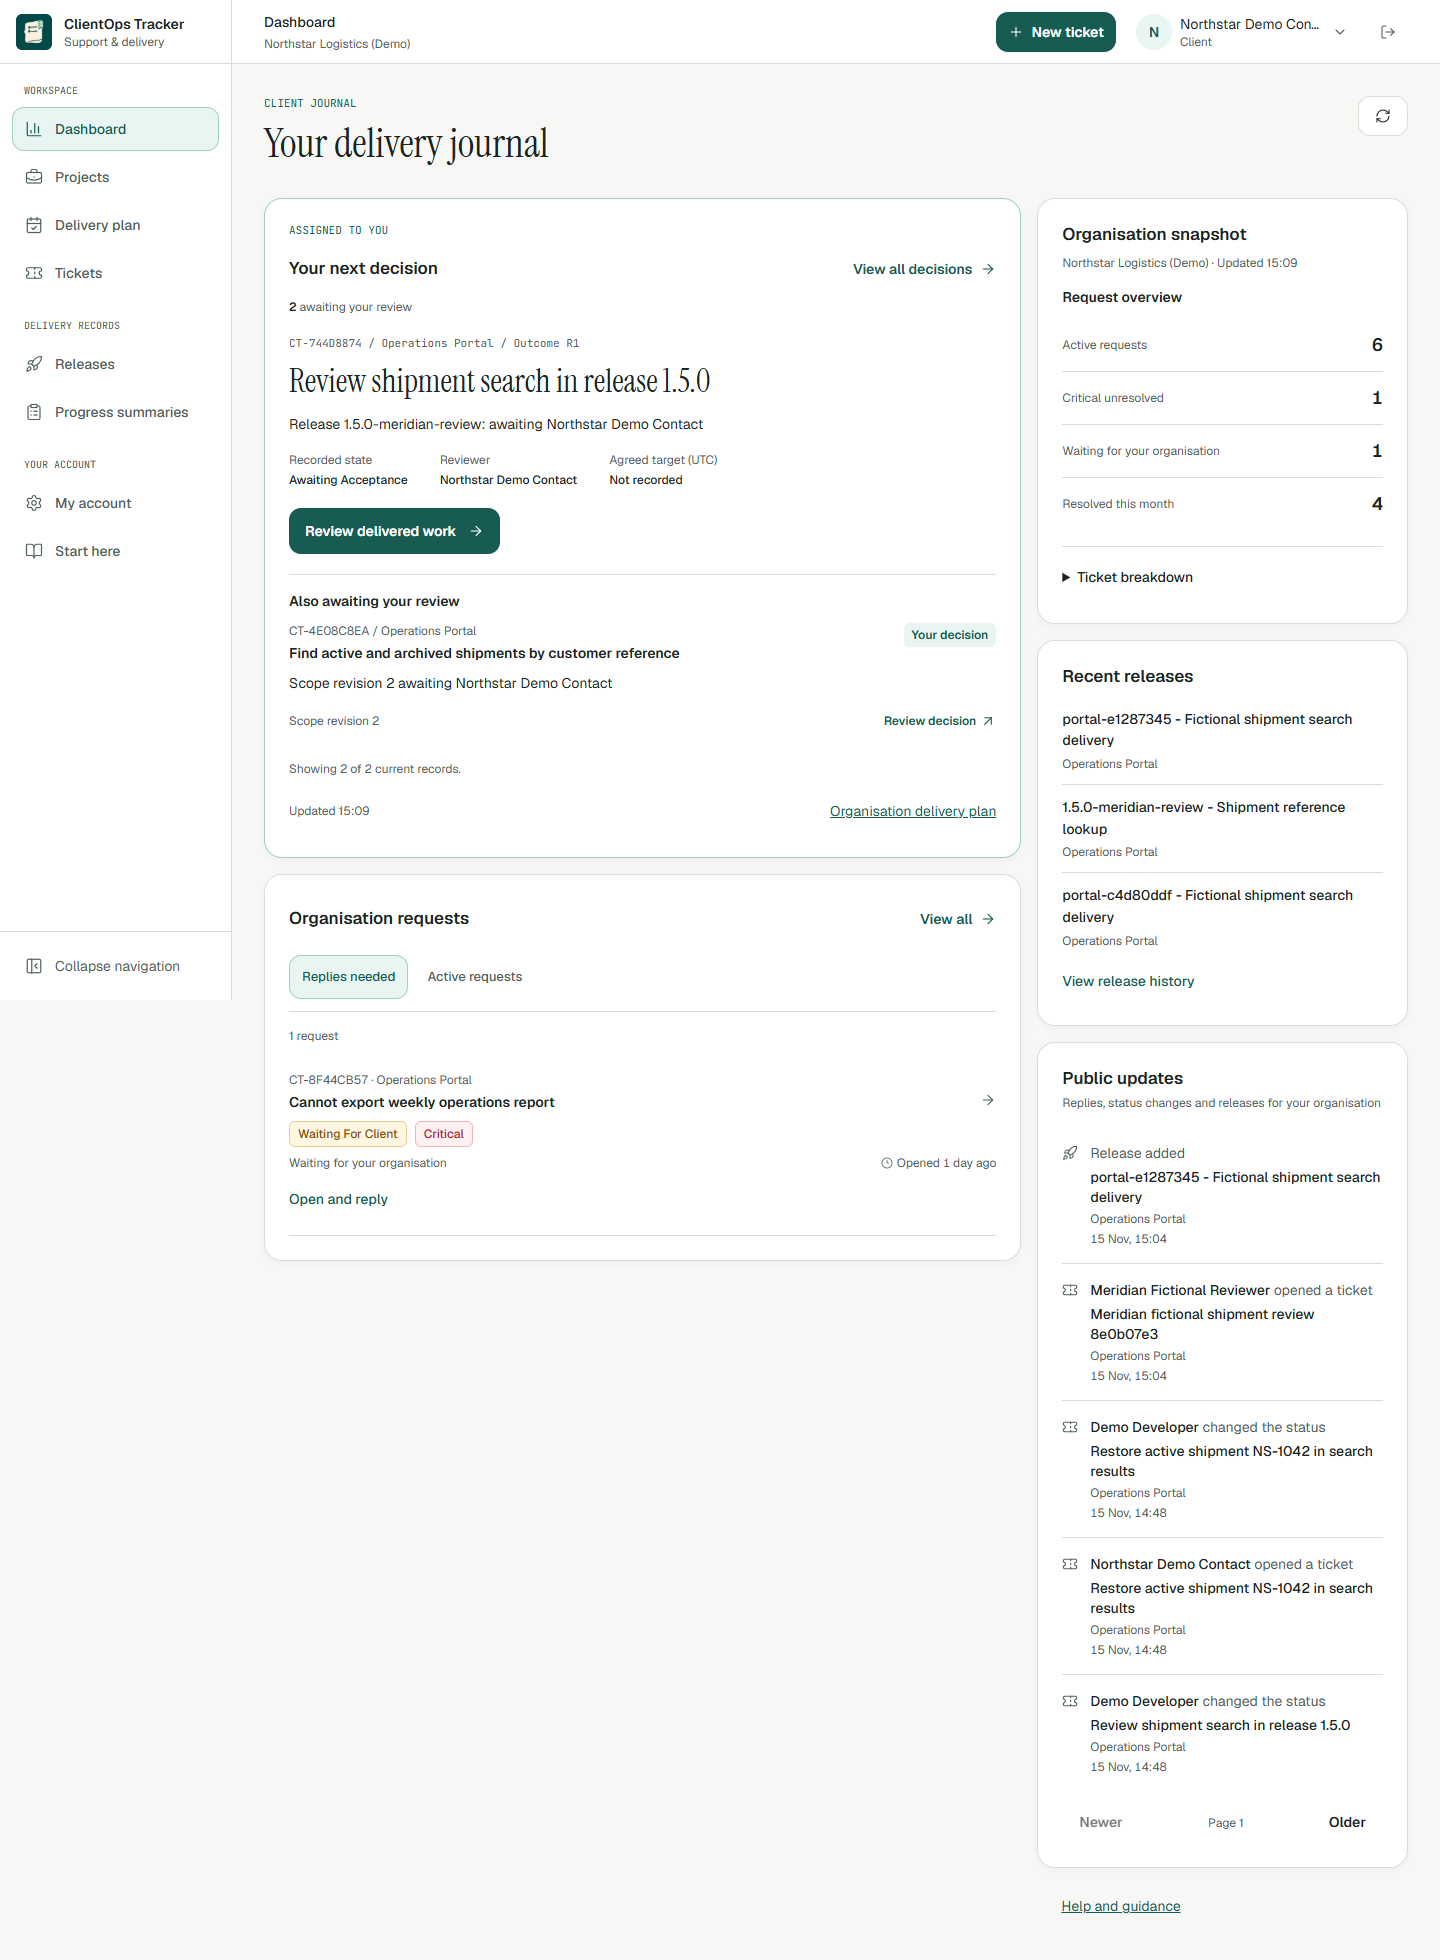 ClientOps Tracker
Support & delivery
WORKSPACE
Dashboard
Projects
Delivery plan
Tickets
DELIVERY RECORDS
Releases
Progress summaries
YOUR ACCOUNT
My account
Start here
Collapse navigation
Dashboard
Northstar Logistics (Demo)
New ticket
N
Northstar Demo Con...
Client
CLIENT JOURNAL
Your delivery journal
ASSIGNED TO YOU
Your next decision
View all decisions
2 awaiting your review
CT-744D8874 / Operations Portal / Outcome R1
Review shipment search in release 1.5.0
Release 1.5.0-meridian-review: awaiting Northstar Demo Contact
Recorded state
Awaiting Acceptance
Reviewer
Northstar Demo Contact
Agreed target (UTC)
Not recorded
Review delivered work
Also awaiting your review
CT-4E08C8EA / Operations Portal
Find active and archived shipments by customer reference
Your decision
Scope revision 2 awaiting Northstar Demo Contact
Scope revision 2
Review decision
Showing 2 of 2 current records.
Updated 15:09
Organisation delivery plan
Organisation requests
View all
Replies needed
Active requests
1 request
CT-8F44CB57 · Operations Portal
Cannot export weekly operations report
Waiting For Client
Critical
Waiting for your organisation
Opened 1 day ago
Open and reply
Organisation snapshot
Northstar Logistics (Demo) · Updated 15:09
Request overview
Active requests 6
Critical unresolved 1
Waiting for your organisation 1
Resolved this month 4
Ticket breakdown
Recent releases
portal-e1287345 - Fictional shipment search
delivery
Operations Portal
1.5.0-meridian-review - Shipment reference
lookup
Operations Portal
portal-c4d80ddf - Fictional shipment search
delivery
Operations Portal
View release history
Public updates
Replies, status changes and releases for your organisation
Release added
portal-e1287345 - Fictional shipment search
delivery
Operations Portal
15 Nov, 15:04
Meridian Fictional Reviewer opened a ticket
Meridian fictional shipment review
8e0b07e3
Operations Portal
15 Nov, 15:04
Demo Developer changed the status
Restore active shipment NS-1042 in search
results
Operations Portal
15 Nov, 14:48
Northstar Demo Contact opened a ticket
Restore active shipment NS-1042 in search
results
Operations Portal
15 Nov, 14:48
Demo Developer changed the status
Review shipment search in release 1.5.0
Operations Portal
15 Nov, 14:48
Newer
Page 1
Older
Help and guidance